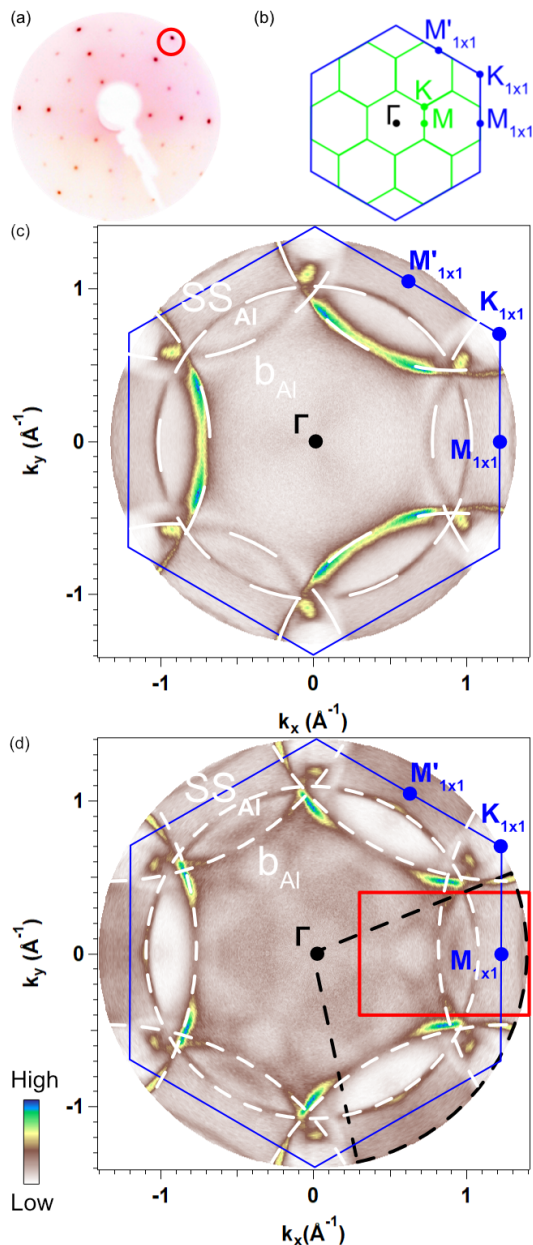 (a)
(b)
M'1x1
K1x1
K
Γ
M
M1x1
(c)
SSAl
bAl
M'1x1
K1x1
Γ
M1x1
1
0
-1
ky (Å-1)
-1
0
1
kx (Å-1)
(d)
SSAl
bAl
M'1x1
K1x1
Γ
M1x1
1
0
-1
ky (Å-1)
High
Low
-1
0
1
kx(Å-1)